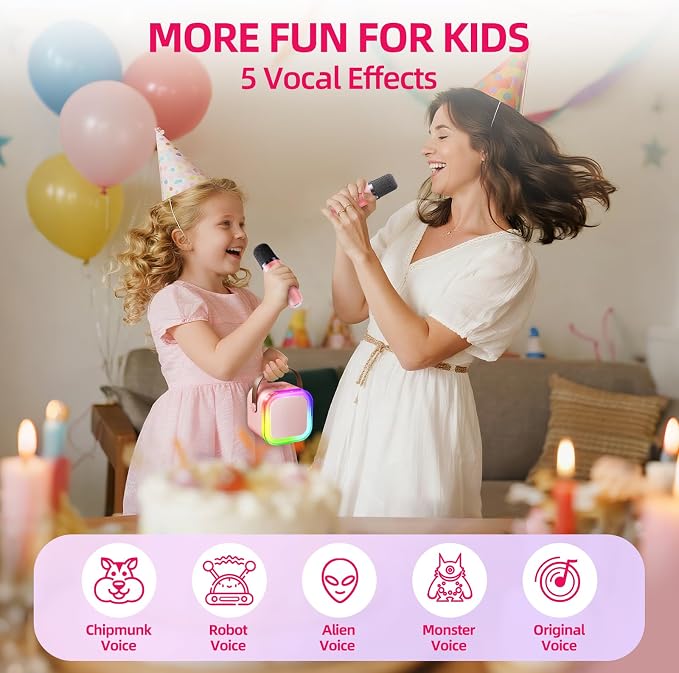 MORE FUN FOR KIDS
5 Vocal Effects
Chipmunk
Voice
Robot
Voice
Alien
Voice
Monster
Voice
Original
Voice